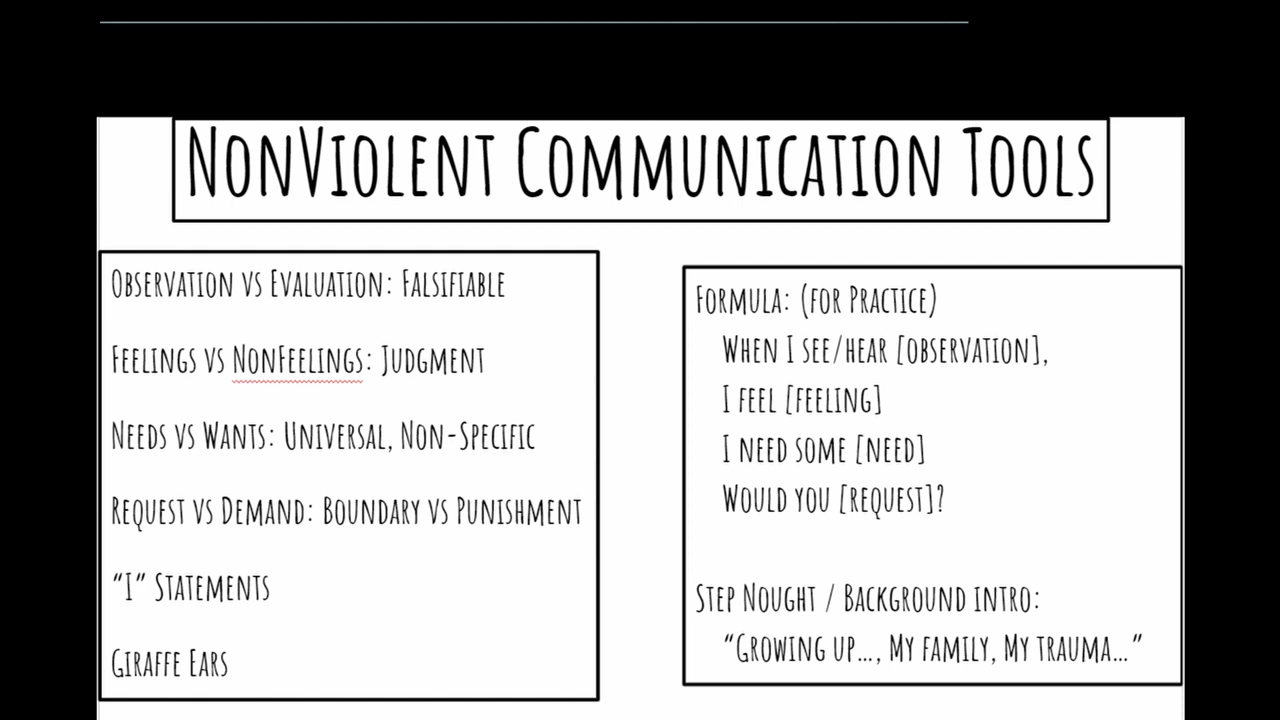 NonViolent Communication Tools
Observation vs Evaluation: Falsifiable
Feelings vs NonFeelings: Judgment
Needs vs Wants: Universal, Non-Specific
Request vs Demand: Boundary vs Punishment
“I” Statements
Giraffe Ears
Formula: (for Practice)
When I see/hear [observation],
I feel [feeling]
I need some [need]
Would you [request]?
Step Nought / Background intro:
“Growing up..., My family, My trauma...”